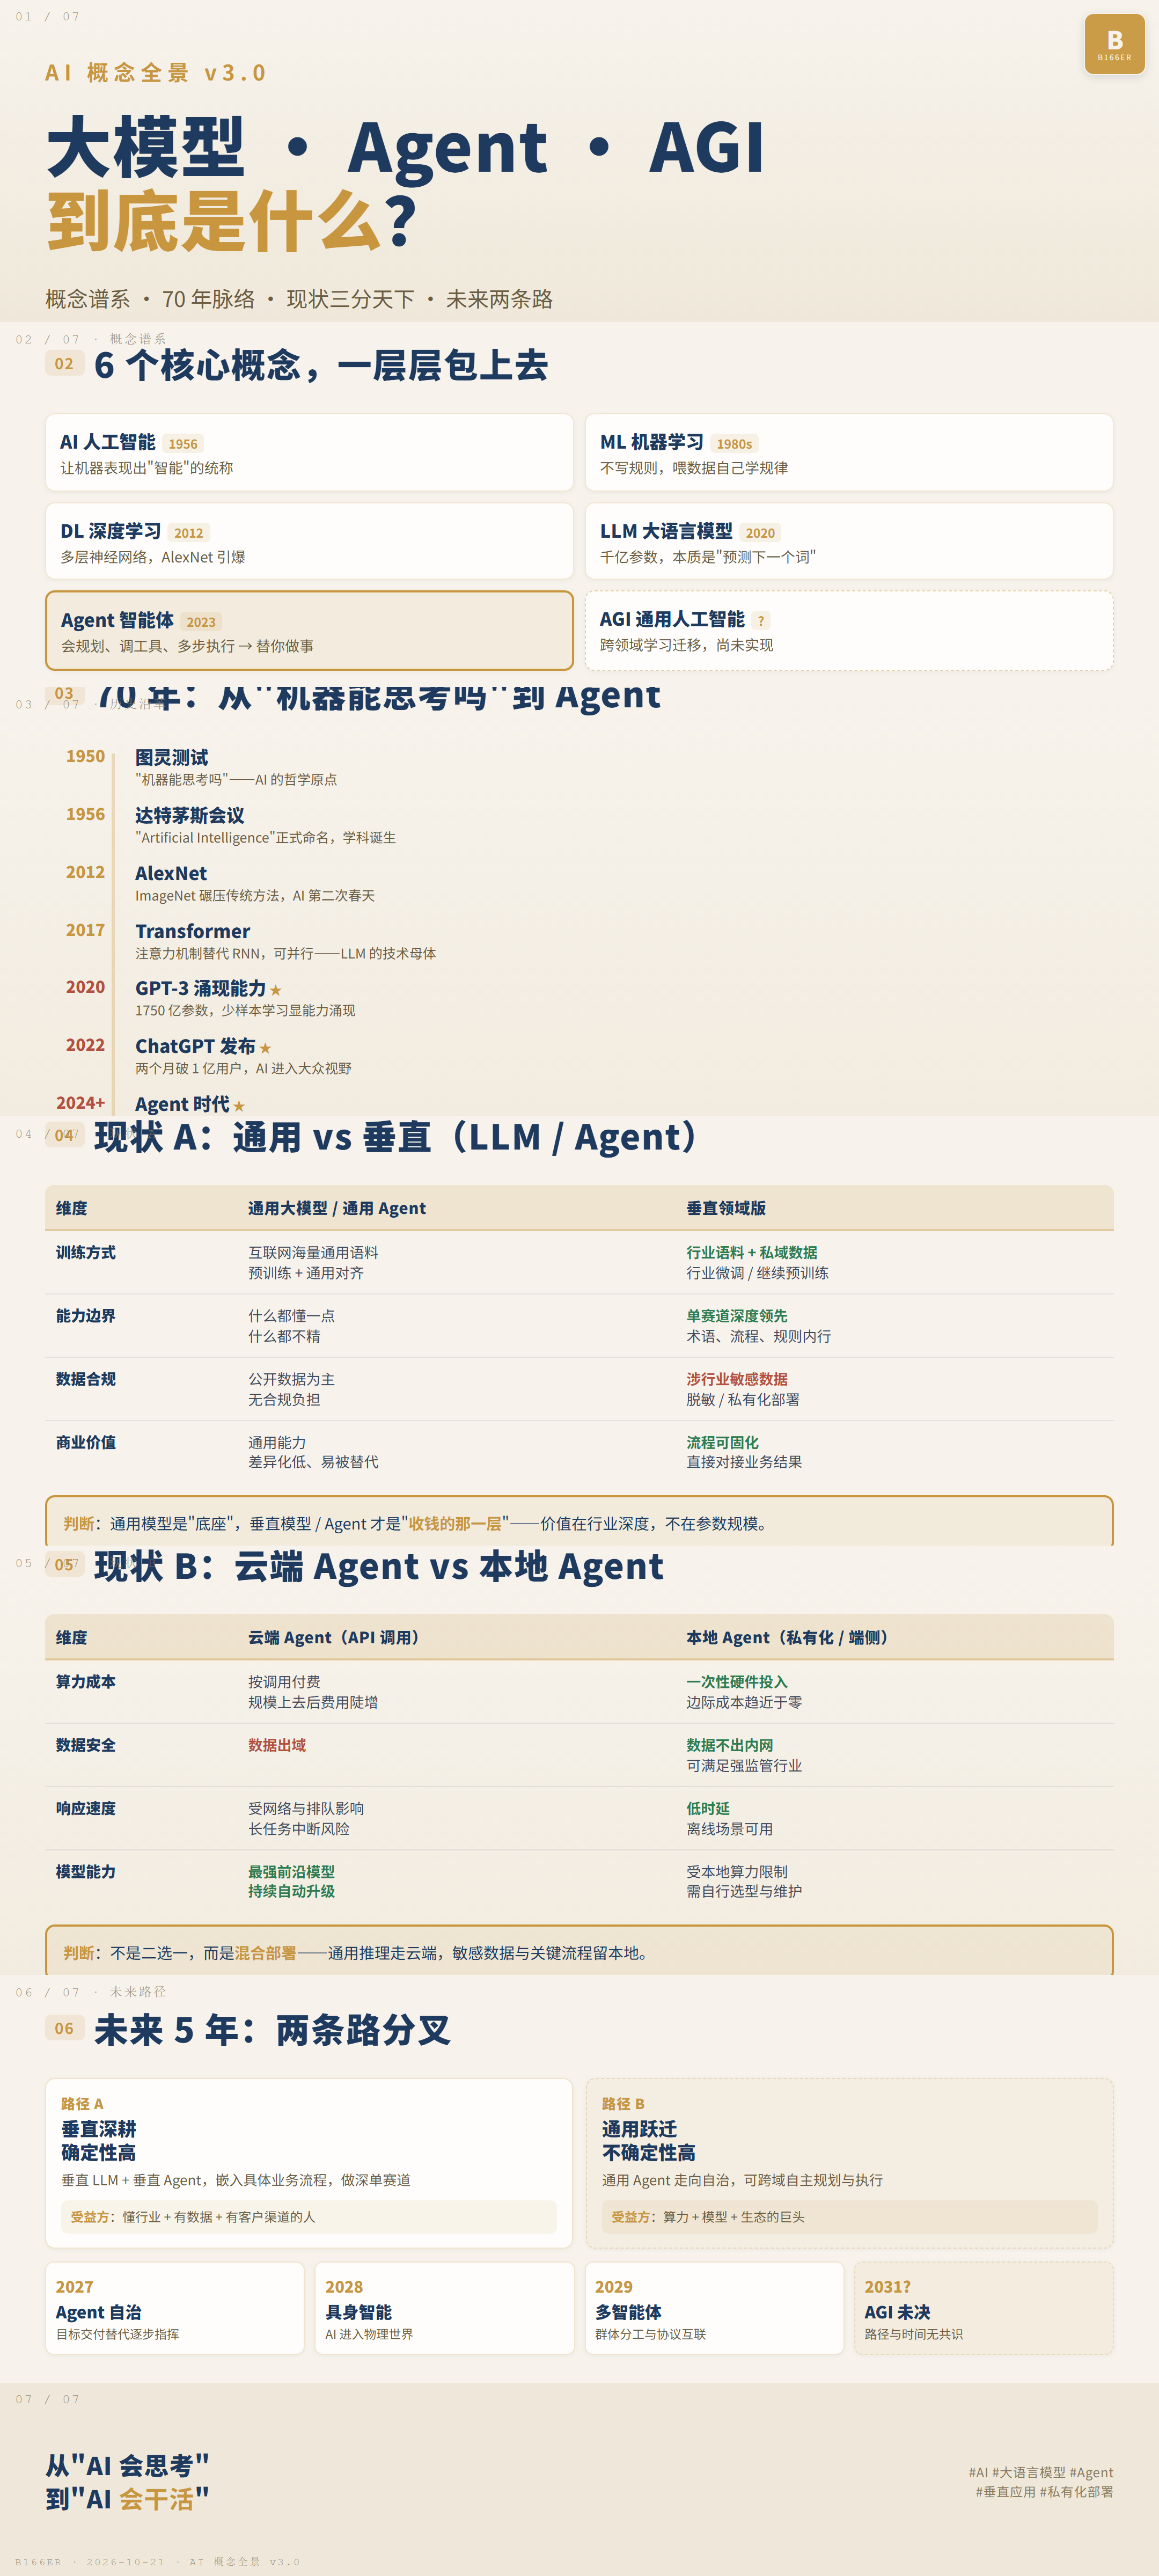 01 / 07
B
B166ER
AI 概念全景 v3.0
大模型 · Agent · AGI
到底是什么?
概念谱系 · 70 年脉络 · 现状三分天下 · 未来两条路
02 / 07 · 概念谱系
02
6 个核心概念，一层层包上去
AI 人工智能 1956
让机器表现出"智能"的统称
ML 机器学习 1980s
不写规则，喂数据自己学规律
DL 深度学习 2012
多层神经网络，AlexNet 引爆
LLM 大语言模型 2020
千亿参数，本质是"预测下一个词"
Agent 智能体 2023
会规划、调工具、多步执行 → 替你做事
AGI 通用人工智能 ?
跨领域学习迁移，尚未实现
03
70 年：从"机器能思考吗"到 Agent
03 / 07 · 历史沿革
1950
图灵测试
"机器能思考吗"——AI 的哲学原点
1956
达特茅斯会议
"Artificial Intelligence"正式命名，学科诞生
2012
AlexNet
ImageNet 碾压传统方法，AI 第二次春天
2017
Transformer
注意力机制替代 RNN，可并行——LLM 的技术母体
2020
GPT-3 涌现能力 ★
1750 亿参数，少样本学习显能力涌现
2022
ChatGPT 发布 ★
两个月破 1 亿用户，AI 进入大众视野
2024+
Agent 时代 ★
04 / 07
04
现状 A：通用 vs 垂直（LLM / Agent）
维度
通用大模型 / 通用 Agent
垂直领域版
训练方式
互联网海量通用语料
预训练 + 通用对齐
行业语料 + 私域数据
行业微调 / 继续预训练
能力边界
什么都懂一点
什么都不精
单赛道深度领先
术语、流程、规则内行
数据合规
公开数据为主
无合规负担
涉行业敏感数据
脱敏 / 私有化部署
商业价值
通用能力
差异化低、易被替代
流程可固化
直接对接业务结果
判断：通用模型是"底座"，垂直模型 / Agent 才是"收钱的那一层"——价值在行业深度，不在参数规模。
05 / 07
05
现状 B：云端 Agent vs 本地 Agent
维度
云端 Agent（API 调用）
本地 Agent（私有化 / 端侧）
算力成本
按调用付费
规模上去后费用陡增
一次性硬件投入
边际成本趋近于零
数据安全
数据出域
数据不出内网
可满足强监管行业
响应速度
受网络与排队影响
长任务中断风险
低时延
离线场景可用
模型能力
最强前沿模型
持续自动升级
受本地算力限制
需自行选型与维护
判断：不是二选一，而是混合部署——通用推理走云端，敏感数据与关键流程留本地。
06 / 07 · 未来路径
06
未来 5 年：两条路分叉
路径 A
垂直深耕
确定性高
垂直 LLM + 垂直 Agent，嵌入具体业务流程，做深单赛道
受益方：懂行业 + 有数据 + 有客户渠道的人
路径 B
通用跃迁
不确定性高
通用 Agent 走向自治，可跨域自主规划与执行
受益方：算力 + 模型 + 生态的巨头
2027
Agent 自治
目标交付替代逐步指挥
2028
具身智能
AI 进入物理世界
2029
多智能体
群体分工与协议互联
2031?
AGI 未决
路径与时间无共识
07 / 07
从"AI 会思考"
到"AI 会干活"
#AI #大语言模型 #Agent
#垂直应用 #私有化部署
B166ER · 2026-10-21 · AI 概念全景 v3.0